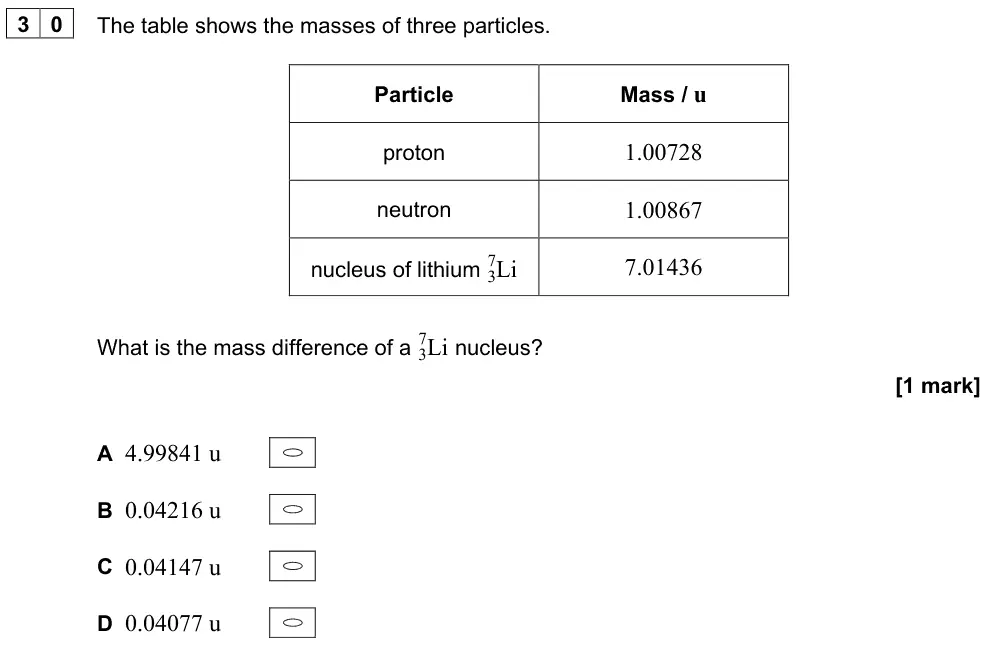 3 0 The table shows the masses of three particles.
Particle Mass / u
proton 1.00728
neutron 1.00867
nucleus of lithium ⁷₃Li 7.01436
What is the mass difference of a ⁷₃Li nucleus?
[1 mark]
A 4.99841 u
B 0.04216 u
C 0.04147 u
D 0.04077 u